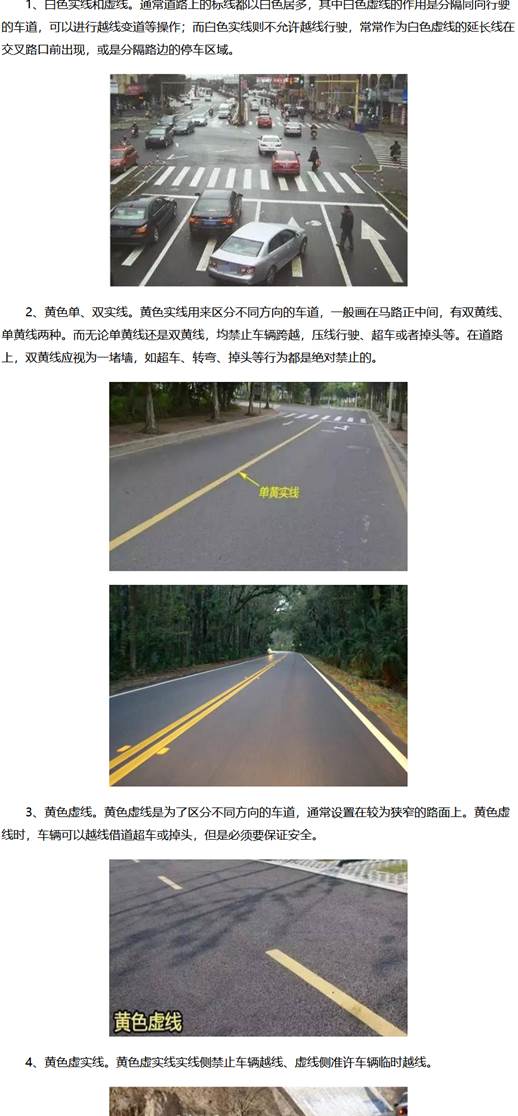 1、白色实线和虚线。通常道路上的标线都以白色居多，其中白色虚线的作用是分隔同向行驶
的车道，可以进行越线变道等操作；而白色实线则不允许越线行驶，常常作为白色虚线的延长线在
交叉路口前出现，或是分隔路边的停车区域。
2、黄色单、双实线。黄色实线用来区分不同方向的车道，一般画在马路正中间，有双黄线、
单黄线两种。而无论单黄线还是双黄线，均禁止车辆跨越，压线行驶、超车或者掉头等。在道路
上，双黄线应视为一堵墙，如超车、转弯、掉头等行为都是绝对禁止的。
单黄实线
3、黄色虚线。黄色虚线是为了区分不同方向的车道，通常设置在较为狭窄的路面上。黄色虚
线时，车辆可以越线借道超车或掉头，但是必须要保证安全。
黄色虚线
4、黄色虚实线。黄色虚实线实线侧禁止车辆越线、虚线侧准许车辆临时越线。